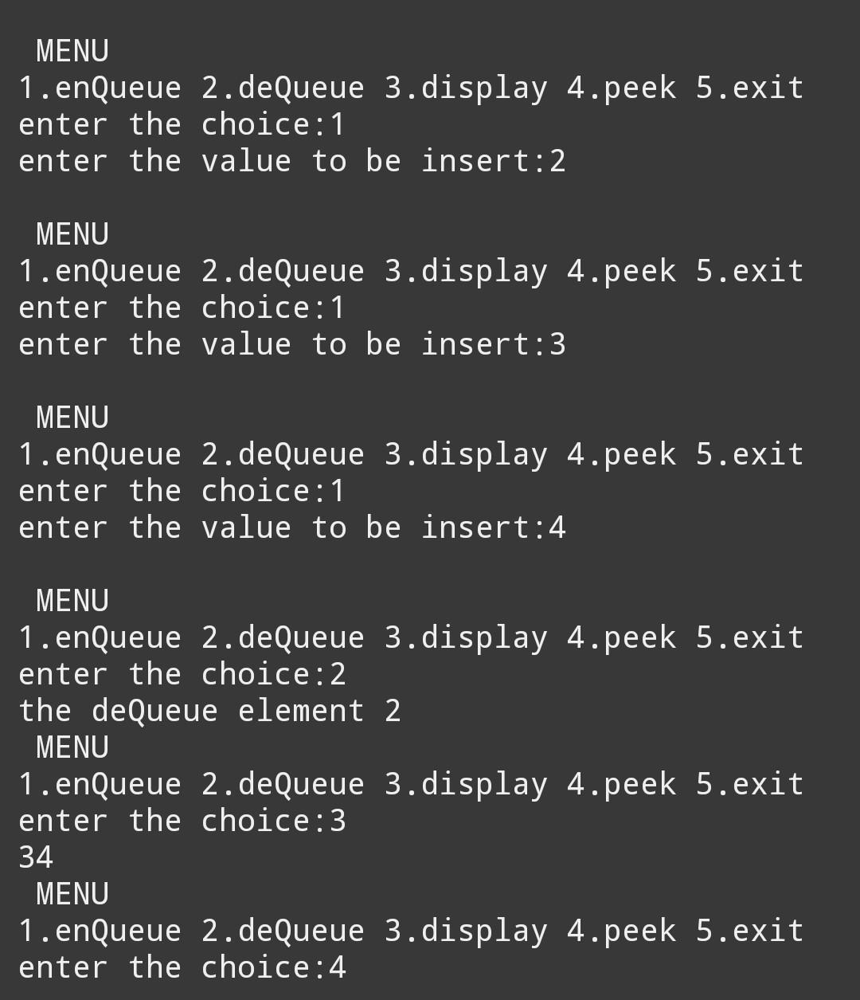 MENU
1.enQueue 2.deQueue 3.display 4.peek 5.exit
enter the choice:1
enter the value to be insert:2
MENU
1.enQueue 2.deQueue 3.display 4.peek 5.exit
enter the choice:1
enter the value to be insert:3
MENU
1.enQueue 2.deQueue 3.display 4.peek 5.exit
enter the choice:1
enter the value to be insert:4
MENU
1.enQueue 2.deQueue 3.display 4.peek 5.exit
enter the choice:2
the deQueue element 2
MENU
1.enQueue 2.deQueue 3.display 4.peek 5.exit
enter the choice:3
34
MENU
1.enQueue 2.deQueue 3.display 4.peek 5.exit
enter the choice:4